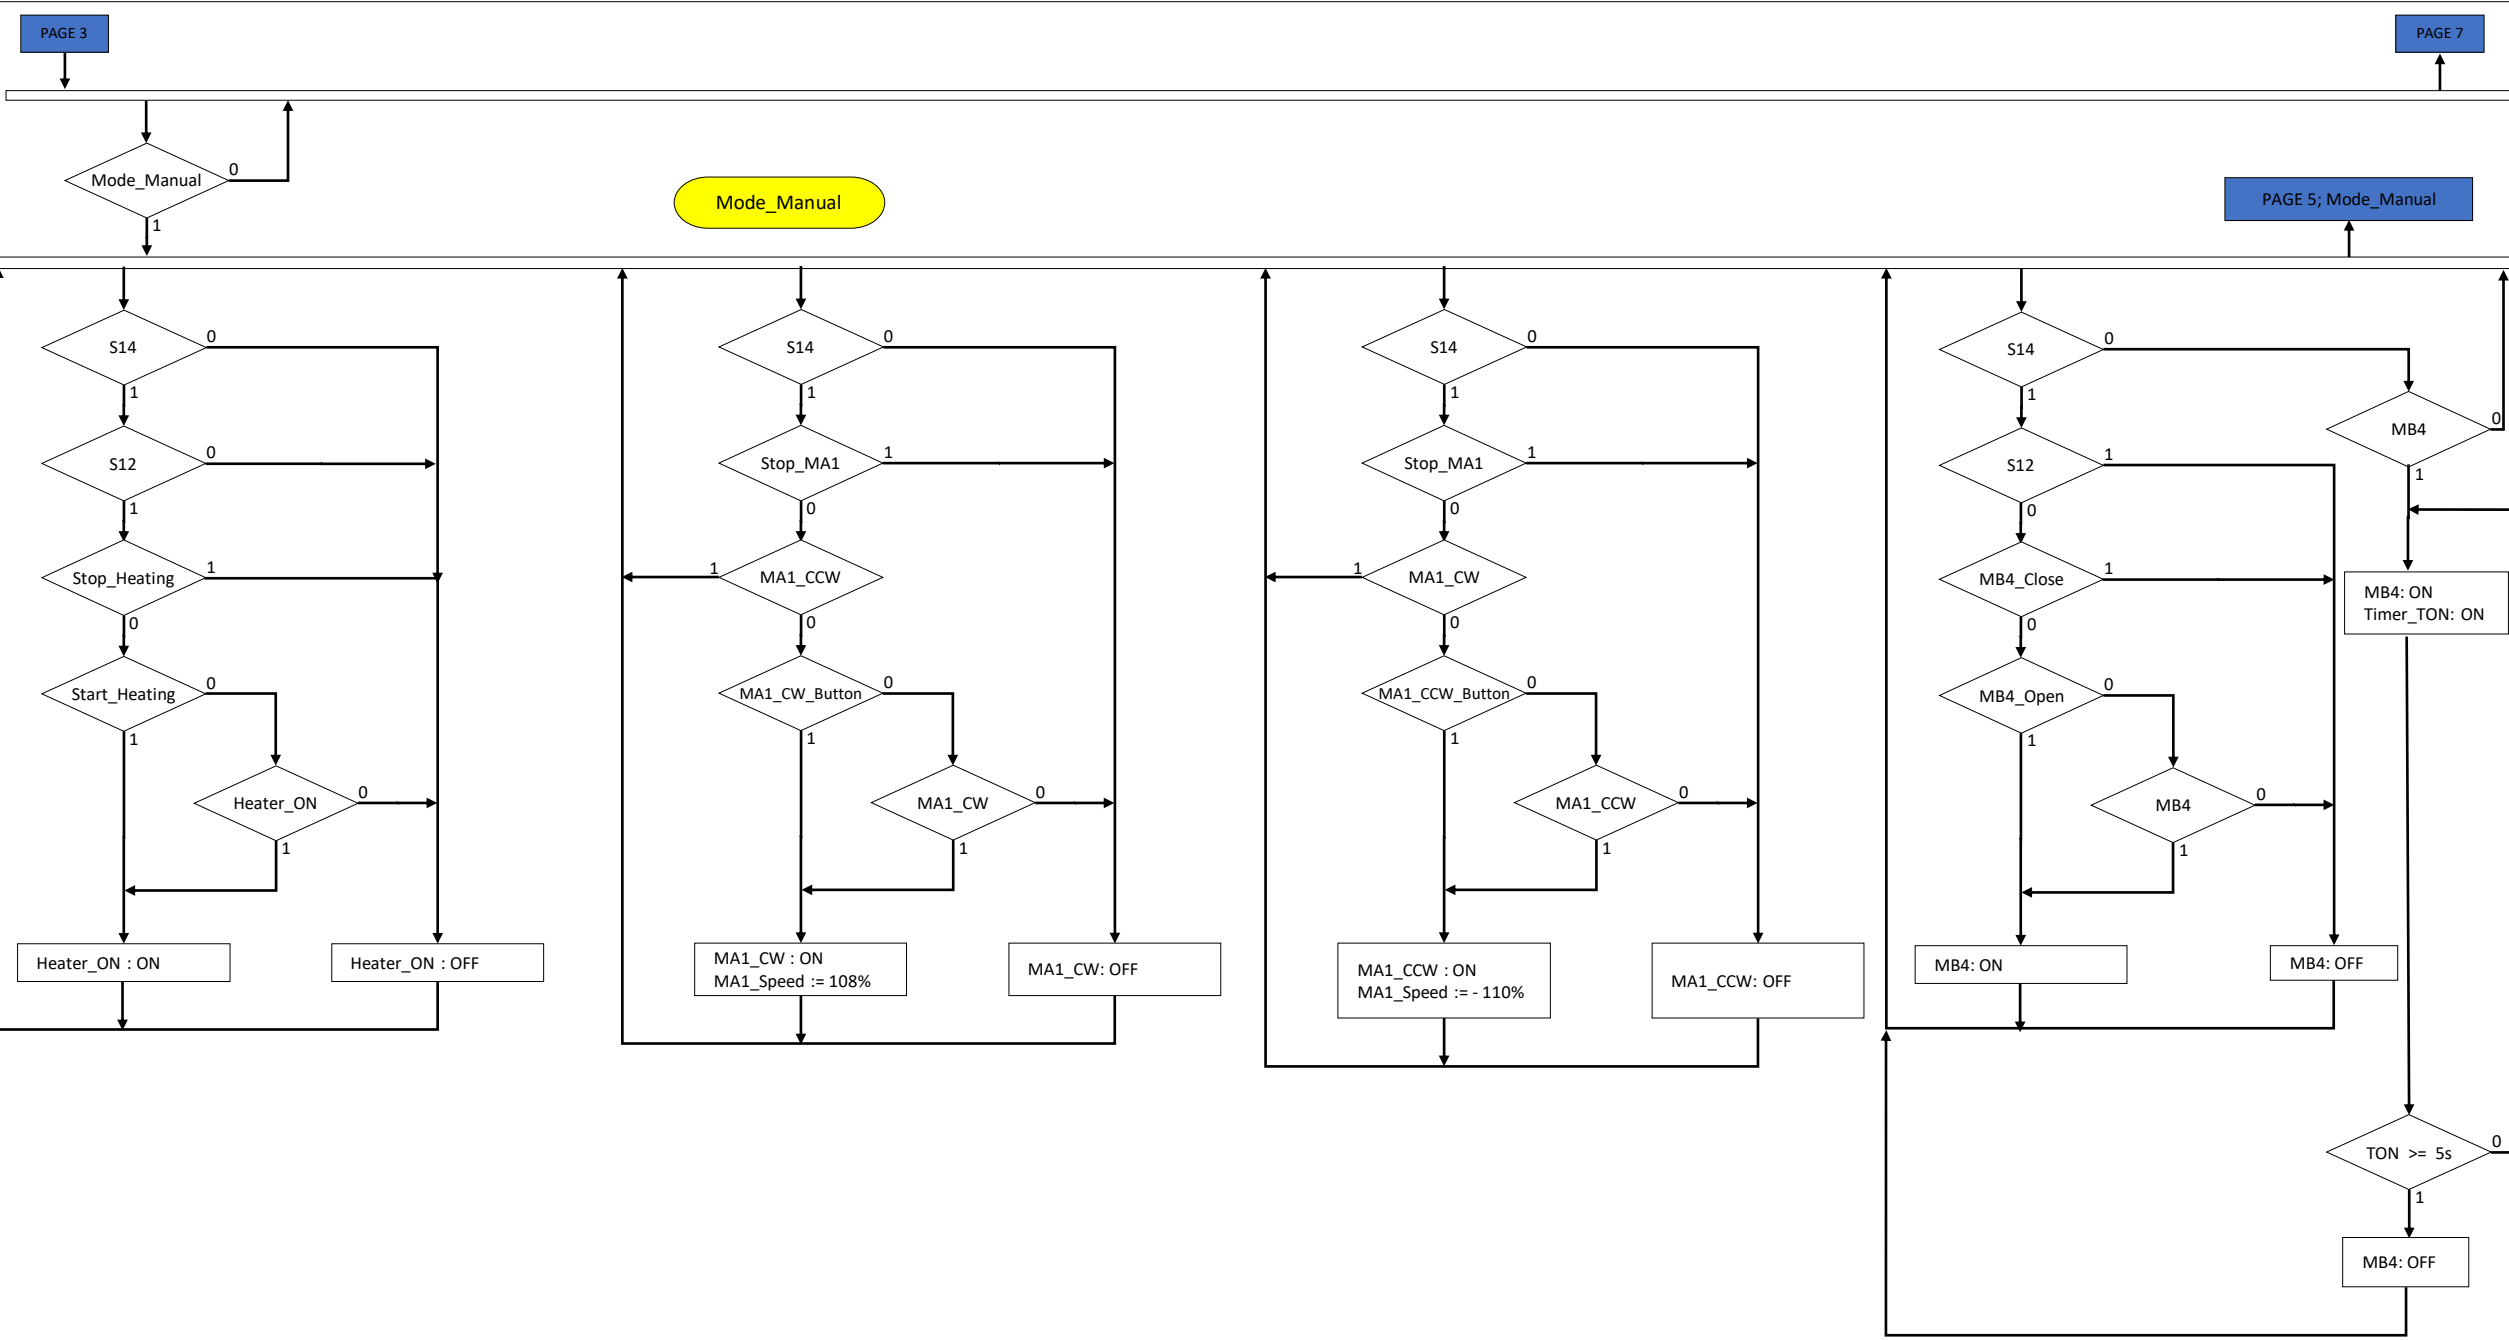 PAGE 3
PAGE 7
Mode_Manual
0
1
Mode_Manual
PAGE 5; Mode_Manual
S14
0
1
S12
0
1
Stop_Heating
1
0
Start_Heating
0
1
Heater_ON
0
1
Heater_ON : ON
Heater_ON : OFF
S14
0
1
Stop_MA1
1
0
MA1_CCW
1
0
MA1_CW_Button
0
1
MA1_CW
0
1
MA1_CW : ON
MA1_Speed := 108%
MA1_CW: OFF
S14
0
1
Stop_MA1
1
0
MA1_CW
1
0
MA1_CCW_Button
0
1
MA1_CCW
0
1
MA1_CCW : ON
MA1_Speed := - 110%
MA1_CCW: OFF
S14
0
1
S12
1
0
MB4_Close
1
0
MB4_Open
0
1
MB4
0
1
MB4: ON
MB4: OFF
MB4
0
1
MB4: ON
Timer_TON: ON
TON >= 5s
0
1
MB4: OFF